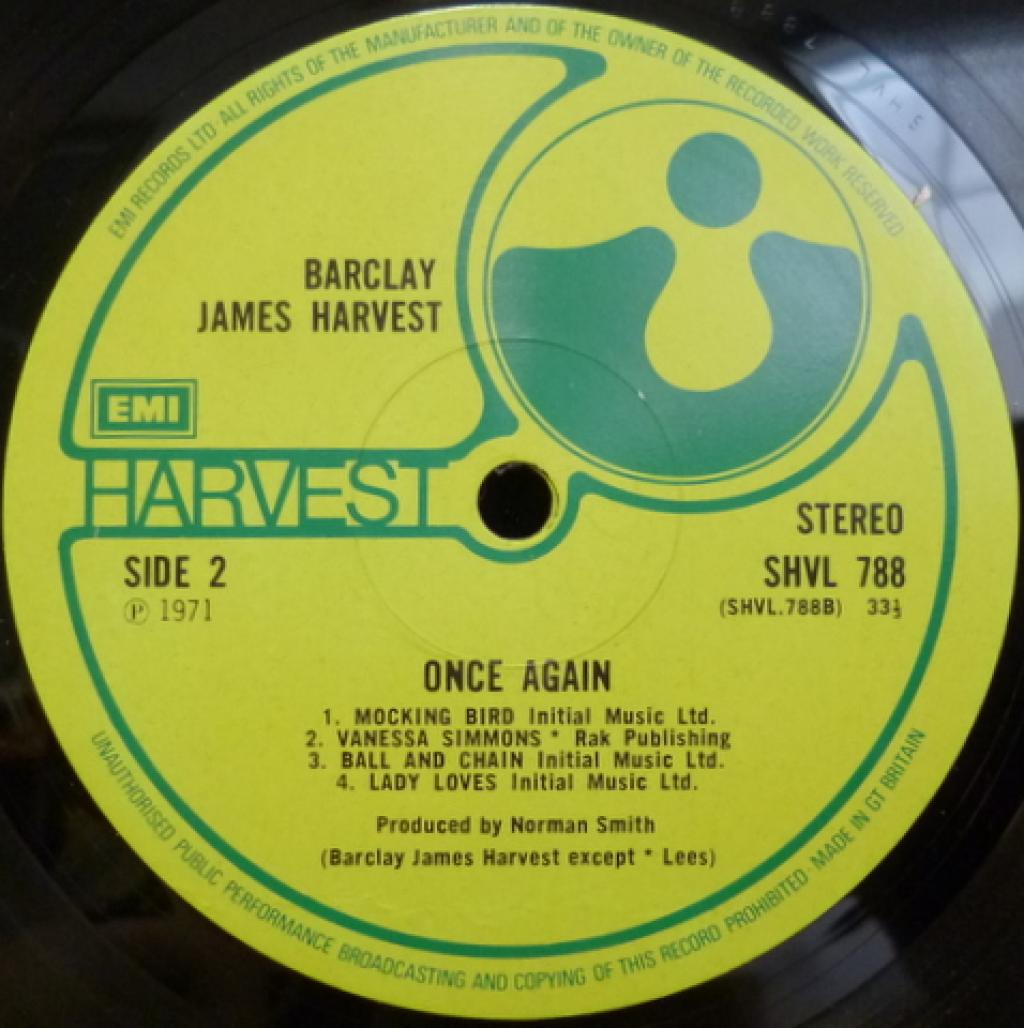 EMI RECORDS LTD · ALL RIGHTS OF THE MANUFACTURER AND OF THE OWNER OF THE RECORDED WORK RESERVED
BARCLAY
JAMES HARVEST
EMI
HARVEST
STEREO
SIDE 2
SHVL 788
℗ 1971
(SHVL.788B) 33⅓
ONCE AGAIN
1. MOCKING BIRD Initial Music Ltd.
2. VANESSA SIMMONS * Rak Publishing
3. BALL AND CHAIN Initial Music Ltd.
4. LADY LOVES Initial Music Ltd.
Produced by Norman Smith
(Barclay James Harvest except * Lees)
UNAUTHORISED PUBLIC PERFORMANCE BROADCASTING AND COPYING OF THIS RECORD PROHIBITED · MADE IN GT BRITAIN